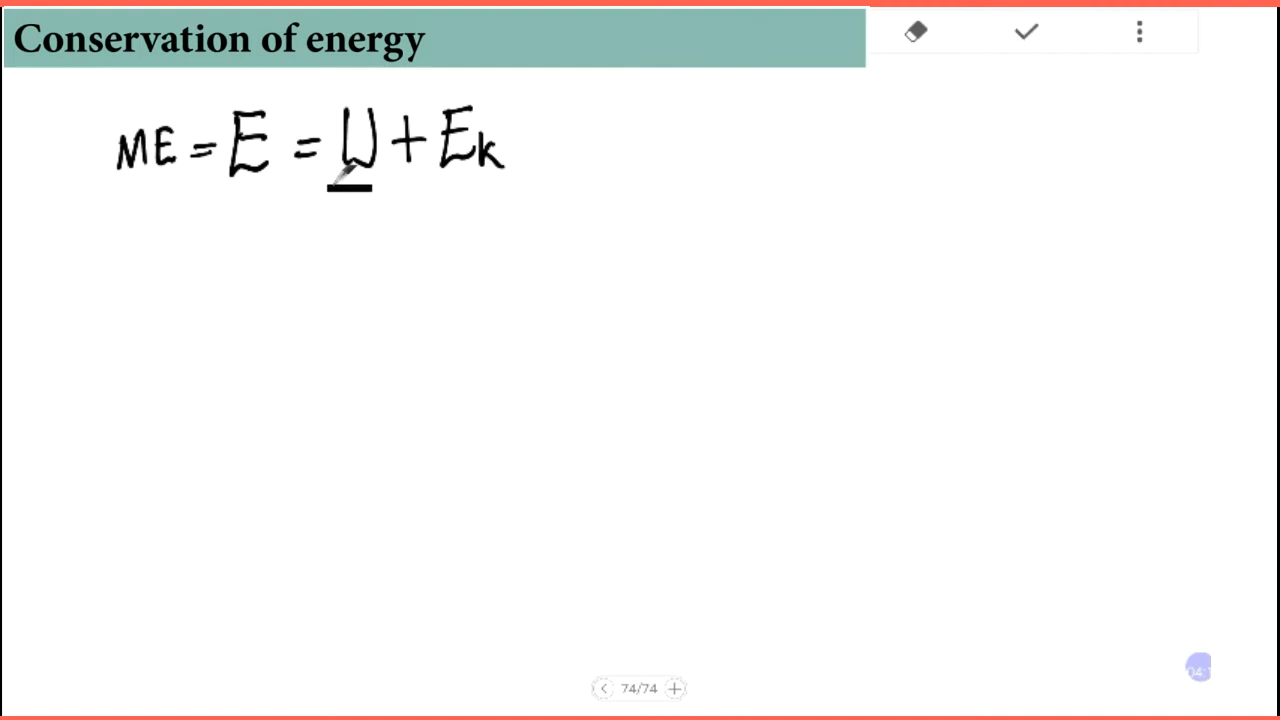 Conservation of energy
ME = E = U + Ek
74/74